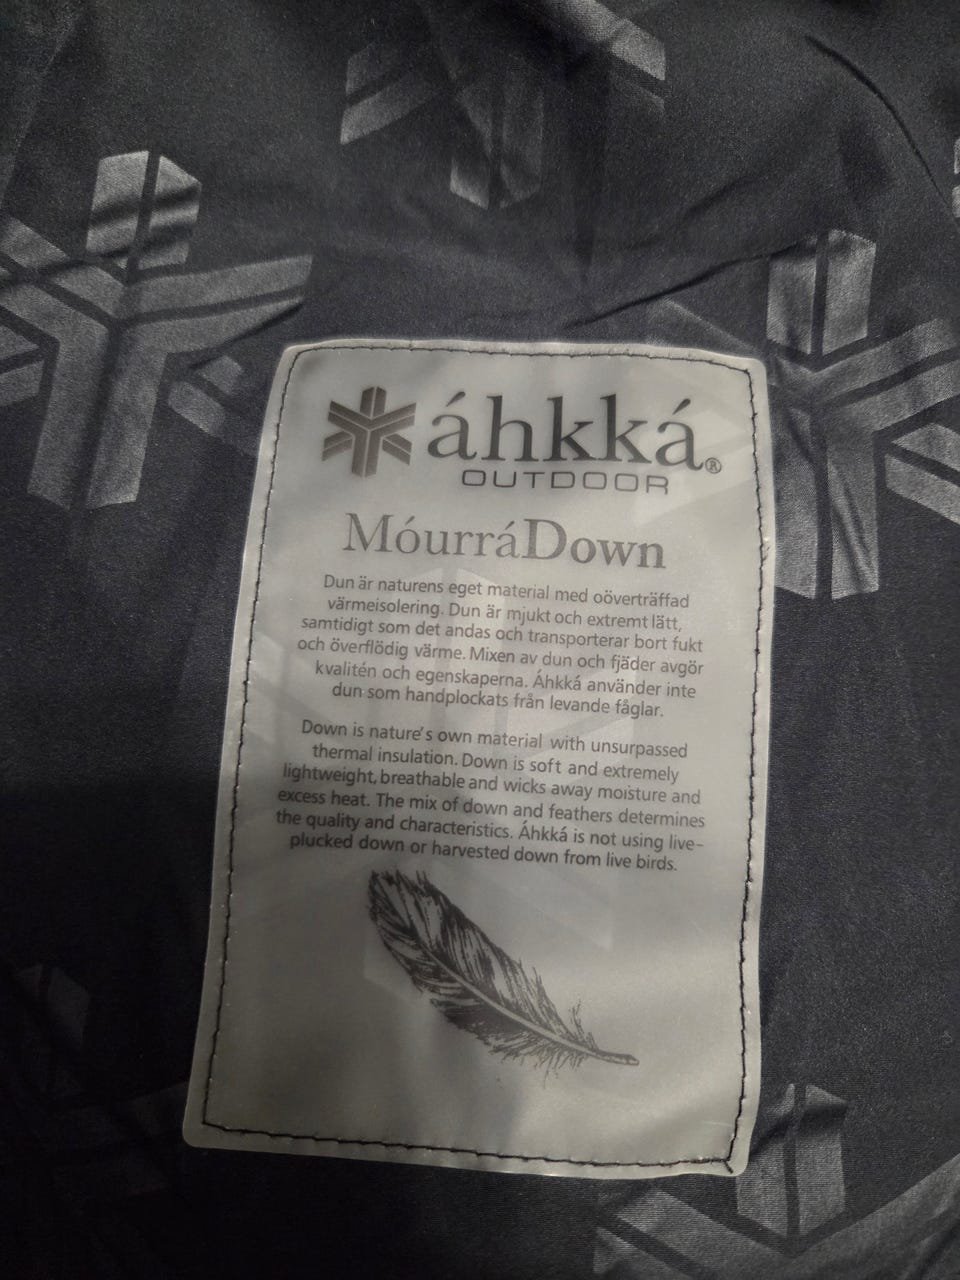 áhkká®
OUTDOOR
MóurráDown
Dun är naturens eget material med oöverträffad
värmeisolering. Dun är mjukt och extremt lätt,
samtidigt som det andas och transporterar bort fukt
och överflödig värme. Mixen av dun och fjäder avgör
kvalitén och egenskaperna. Áhkká använder inte
dun som handplockats från levande fåglar.
Down is nature's own material with unsurpassed
thermal insulation. Down is soft and extremely
lightweight, breathable and wicks away moisture and
excess heat. The mix of down and feathers determines
the quality and characteristics. Áhkká is not using live-
plucked down or harvested down from live birds.